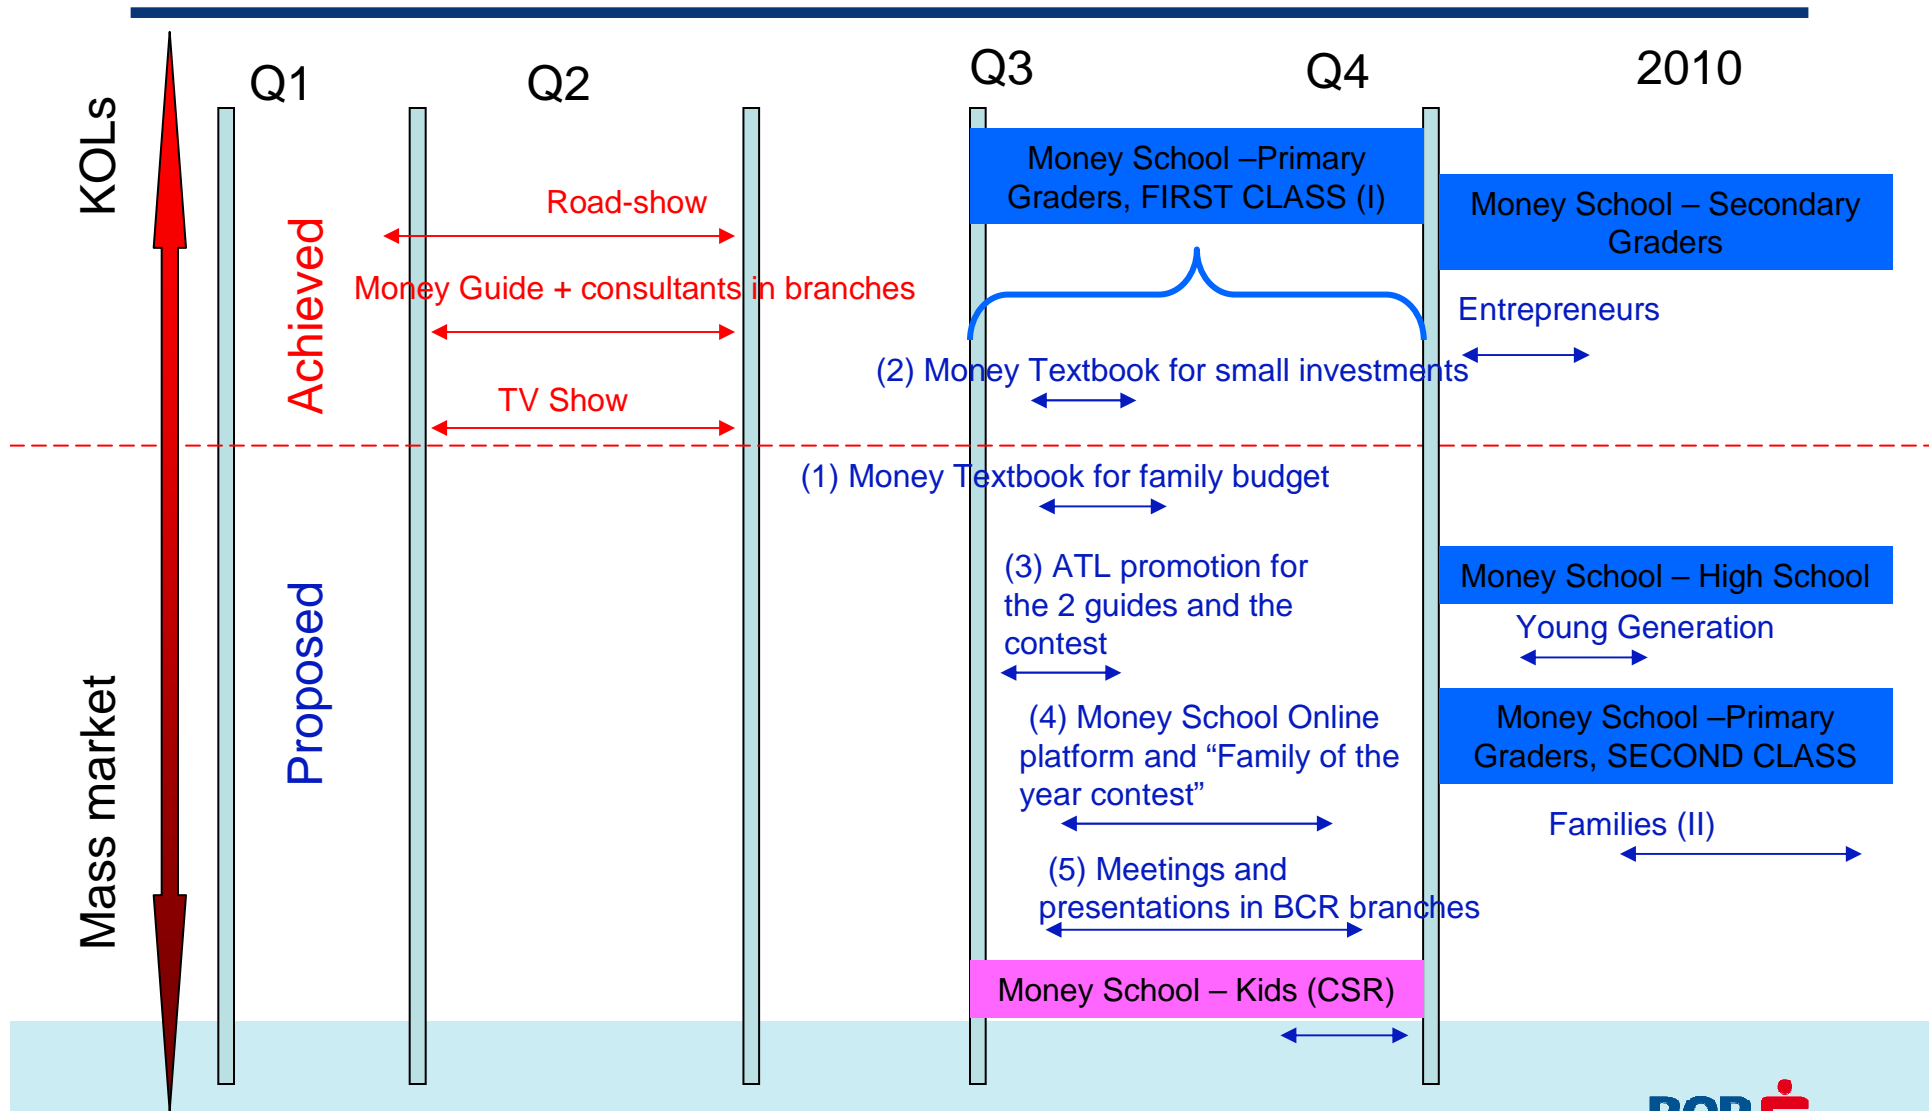 Q1
Q2
Q3
Q4
2010
KOLs
Mass market
Achieved
Proposed
Road-show
Money Guide + consultants in branches
TV Show
Money School –Primary
Graders, FIRST CLASS (I)
(2) Money Textbook for small investments
(1) Money Textbook for family budget
(3) ATL promotion for
the 2 guides and the
contest
(4) Money School Online
platform and “Family of the
year contest”
(5) Meetings and
presentations in BCR branches
Money School – Kids (CSR)
Money School – Secondary
Graders
Entrepreneurs
Money School – High School
Young Generation
Money School –Primary
Graders, SECOND CLASS
Families (II)
BCR